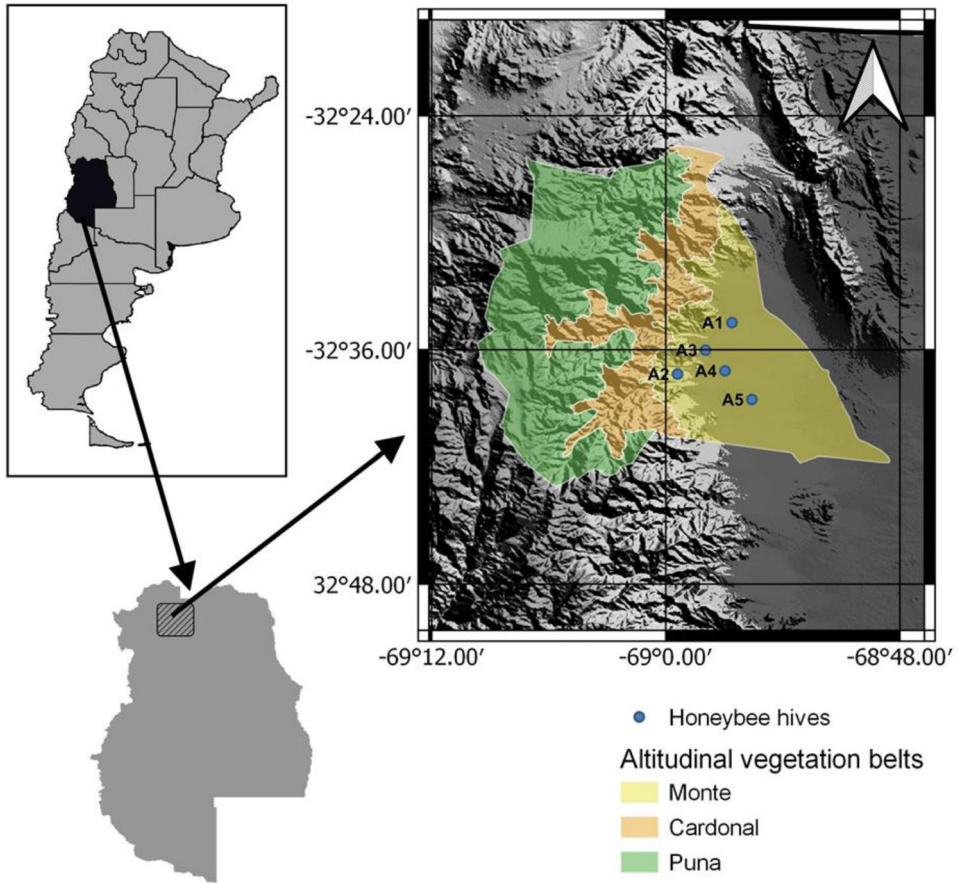 -32°24.00′
A1
-32°36.00′
A3
A2
A4
A5
32°48.00′
-69°12.00′
-69°0.00′
-68°48.00′
Honeybee hives
Altitudinal vegetation belts
Monte
Cardonal
Puna